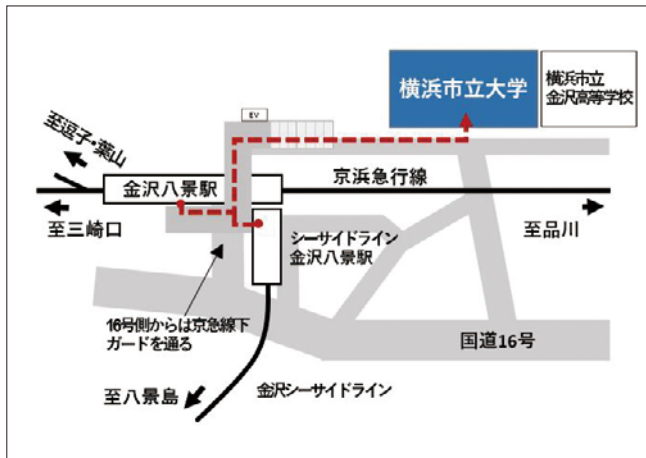 横浜市立大学
横浜市立
金沢高等学校
EV
至逗子・葉山
金沢八景駅
京浜急行線
至三崎口
シーサイドライン
金沢八景駅
至品川
16号側からは京急線下
ガードを通る
国道16号
至八景島
金沢シーサイドライン